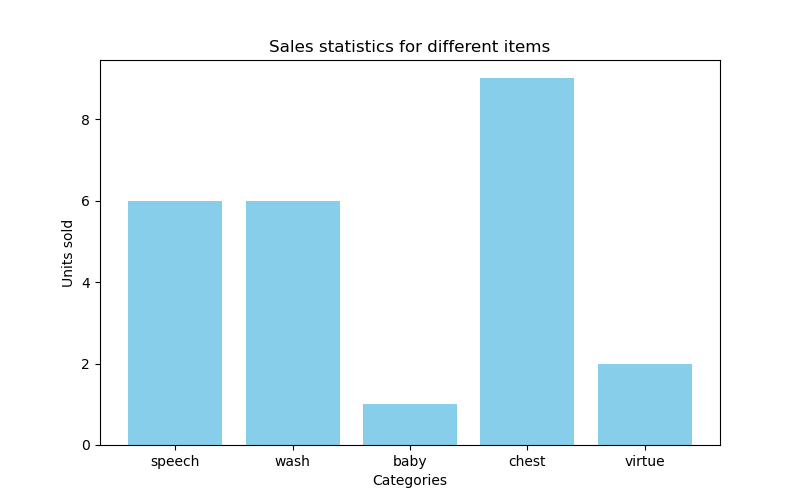 Sales statistics for different items
Units sold
8
6
4
2
0
speech wash baby chest virtue
Categories